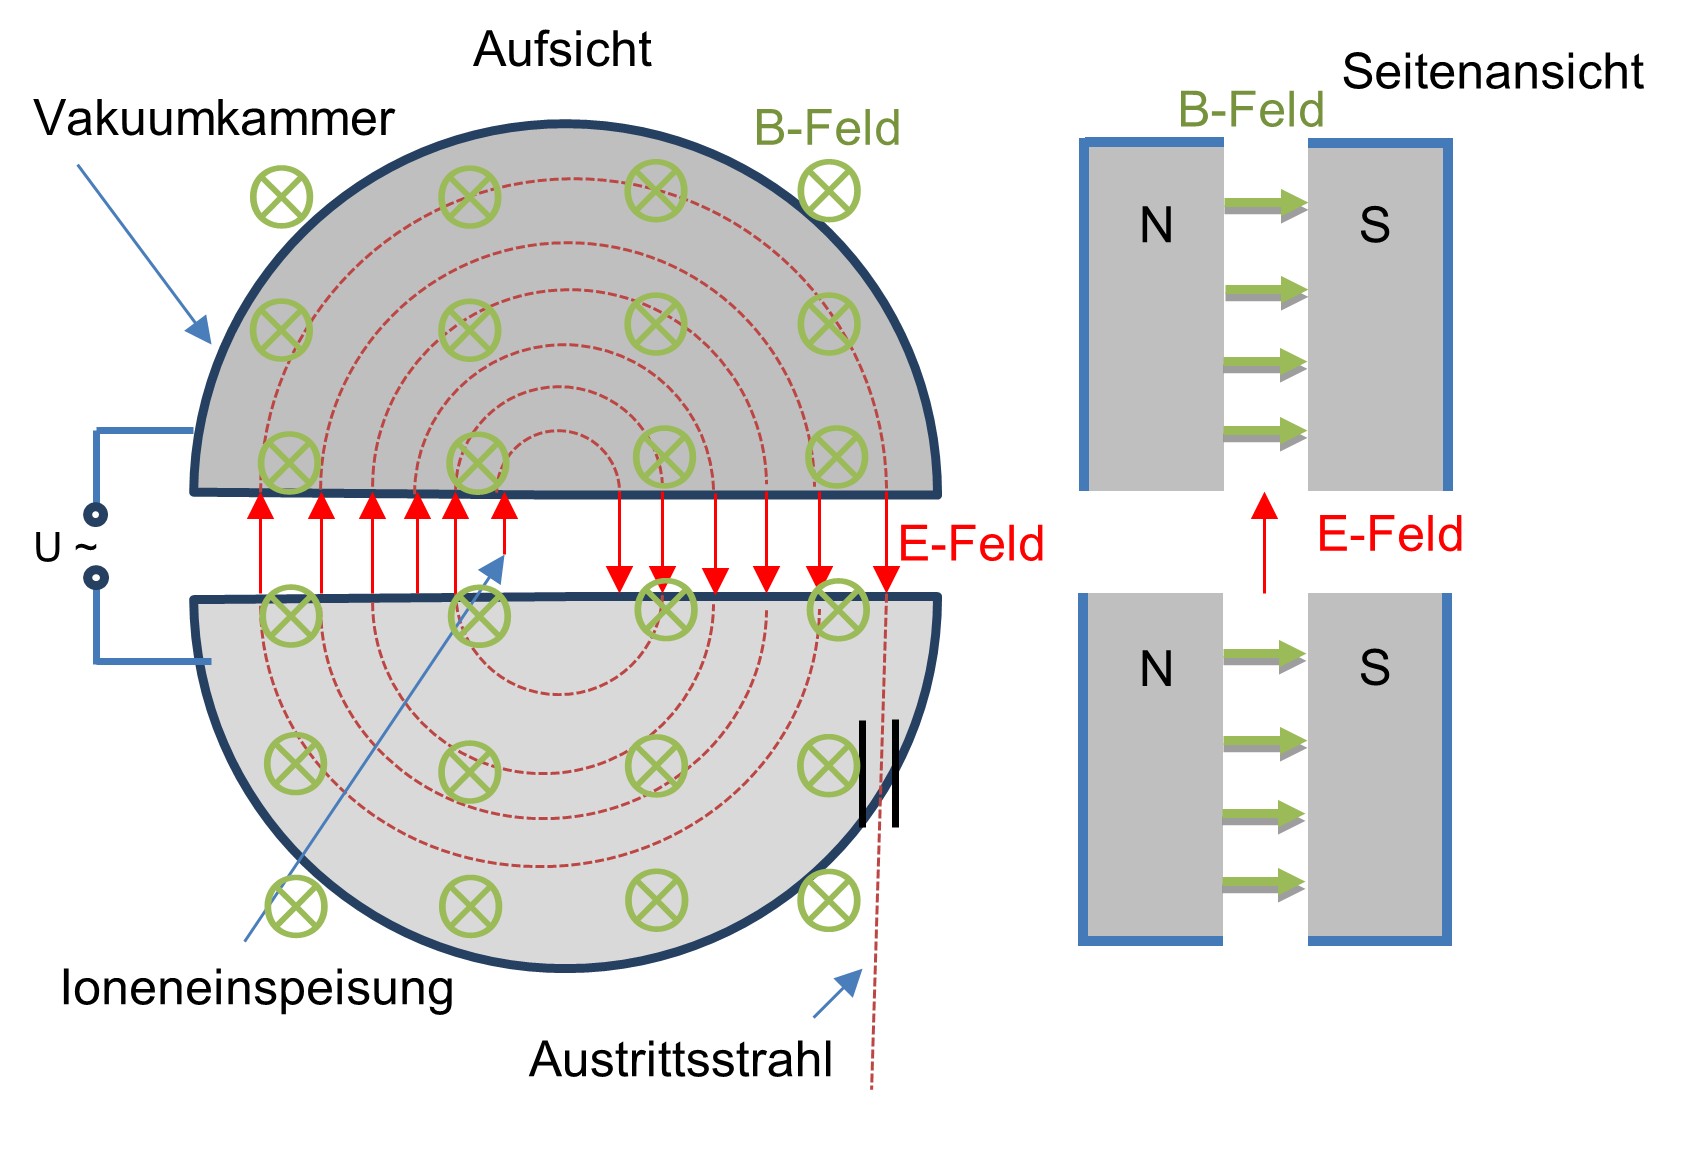 Aufsicht
Seitenansicht
Vakuumkammer
B-Feld
B-Feld
N
S
U ~
E-Feld
E-Feld
N
S
Ioneneinspeisung
Austrittsstrahl